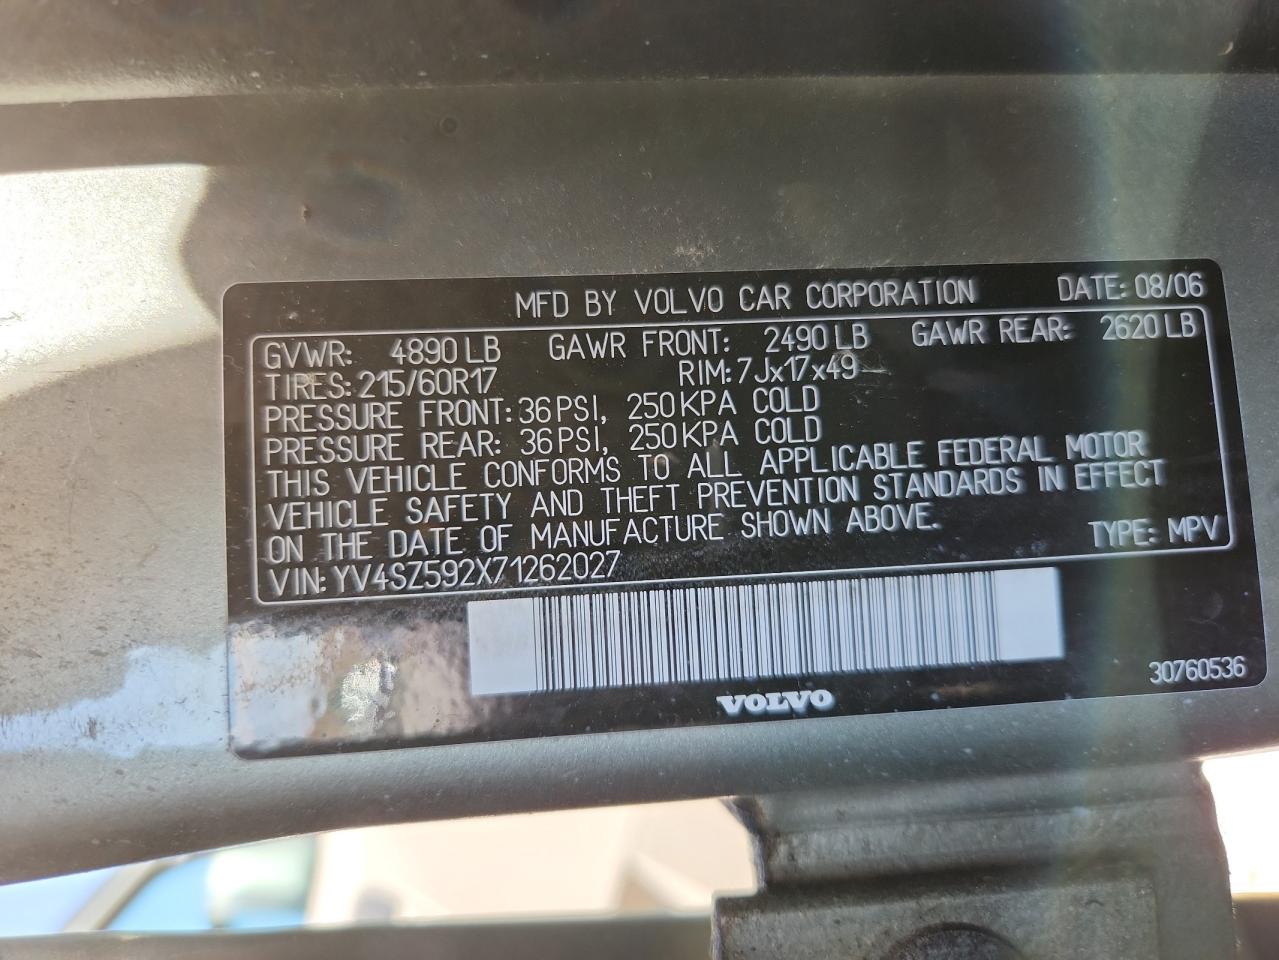 MFD BY VOLVO CAR CORPORATION DATE: 08/06
GVWR: 4890 LB GAWR FRONT: 2490 LB GAWR REAR: 2620 LB
TIRES: 215/60R17 RIM: 7Jx17x49
PRESSURE FRONT: 36 PSI, 250 KPA COLD
PRESSURE REAR: 36 PSI, 250 KPA COLD
THIS VEHICLE CONFORMS TO ALL APPLICABLE FEDERAL MOTOR
VEHICLE SAFETY AND THEFT PREVENTION STANDARDS IN EFFECT
ON THE DATE OF MANUFACTURE SHOWN ABOVE.
TYPE: MPV
VIN: YV4SZ592X71262027
30760536
VOLVO